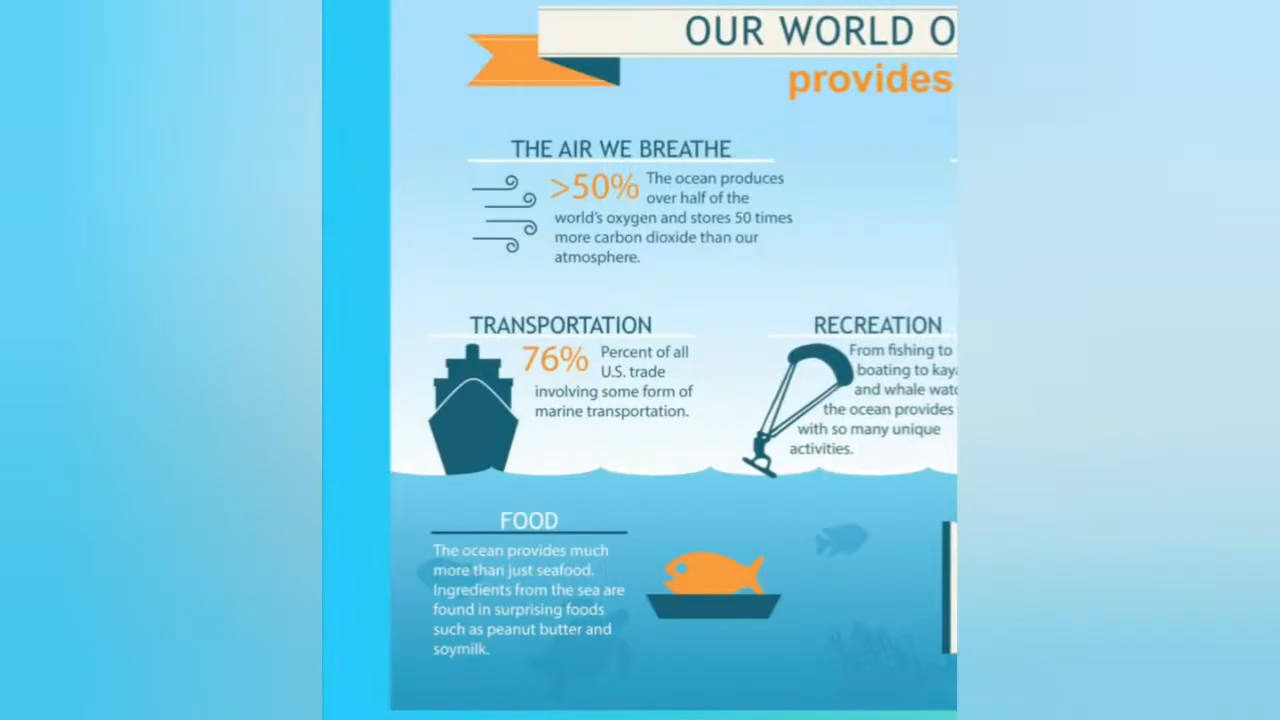 OUR WORLD O
provides
THE AIR WE BREATHE
>50% The ocean produces
over half of the
world's oxygen and stores 50 times
more carbon dioxide than our
atmosphere.
TRANSPORTATION
76% Percent of all
U.S. trade
involving some form of
marine transportation.
RECREATION
From fishing to
boating to kay
and whale watc
the ocean provides
with so many unique
activities.
FOOD
The ocean provides much
more than just seafood.
Ingredients from the sea are
found in surprising foods
such as peanut butter and
soymilk.